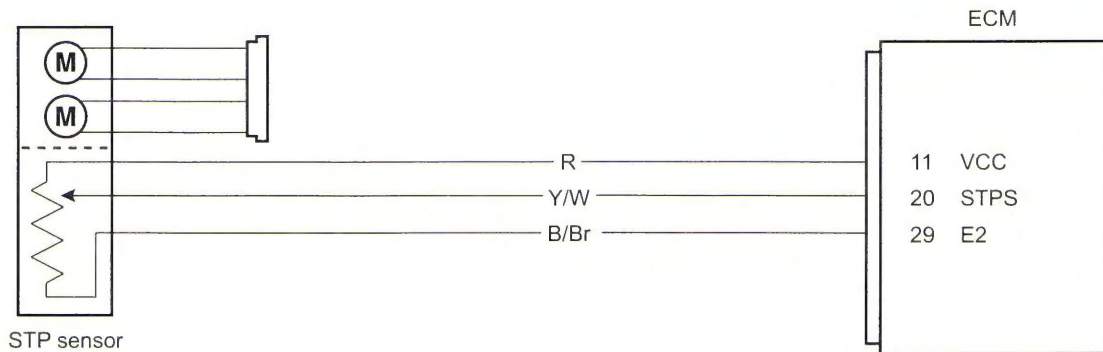 ECM
M
M
R
11 VCC
Y/W
20 STPS
B/Br
29 E2
STP sensor